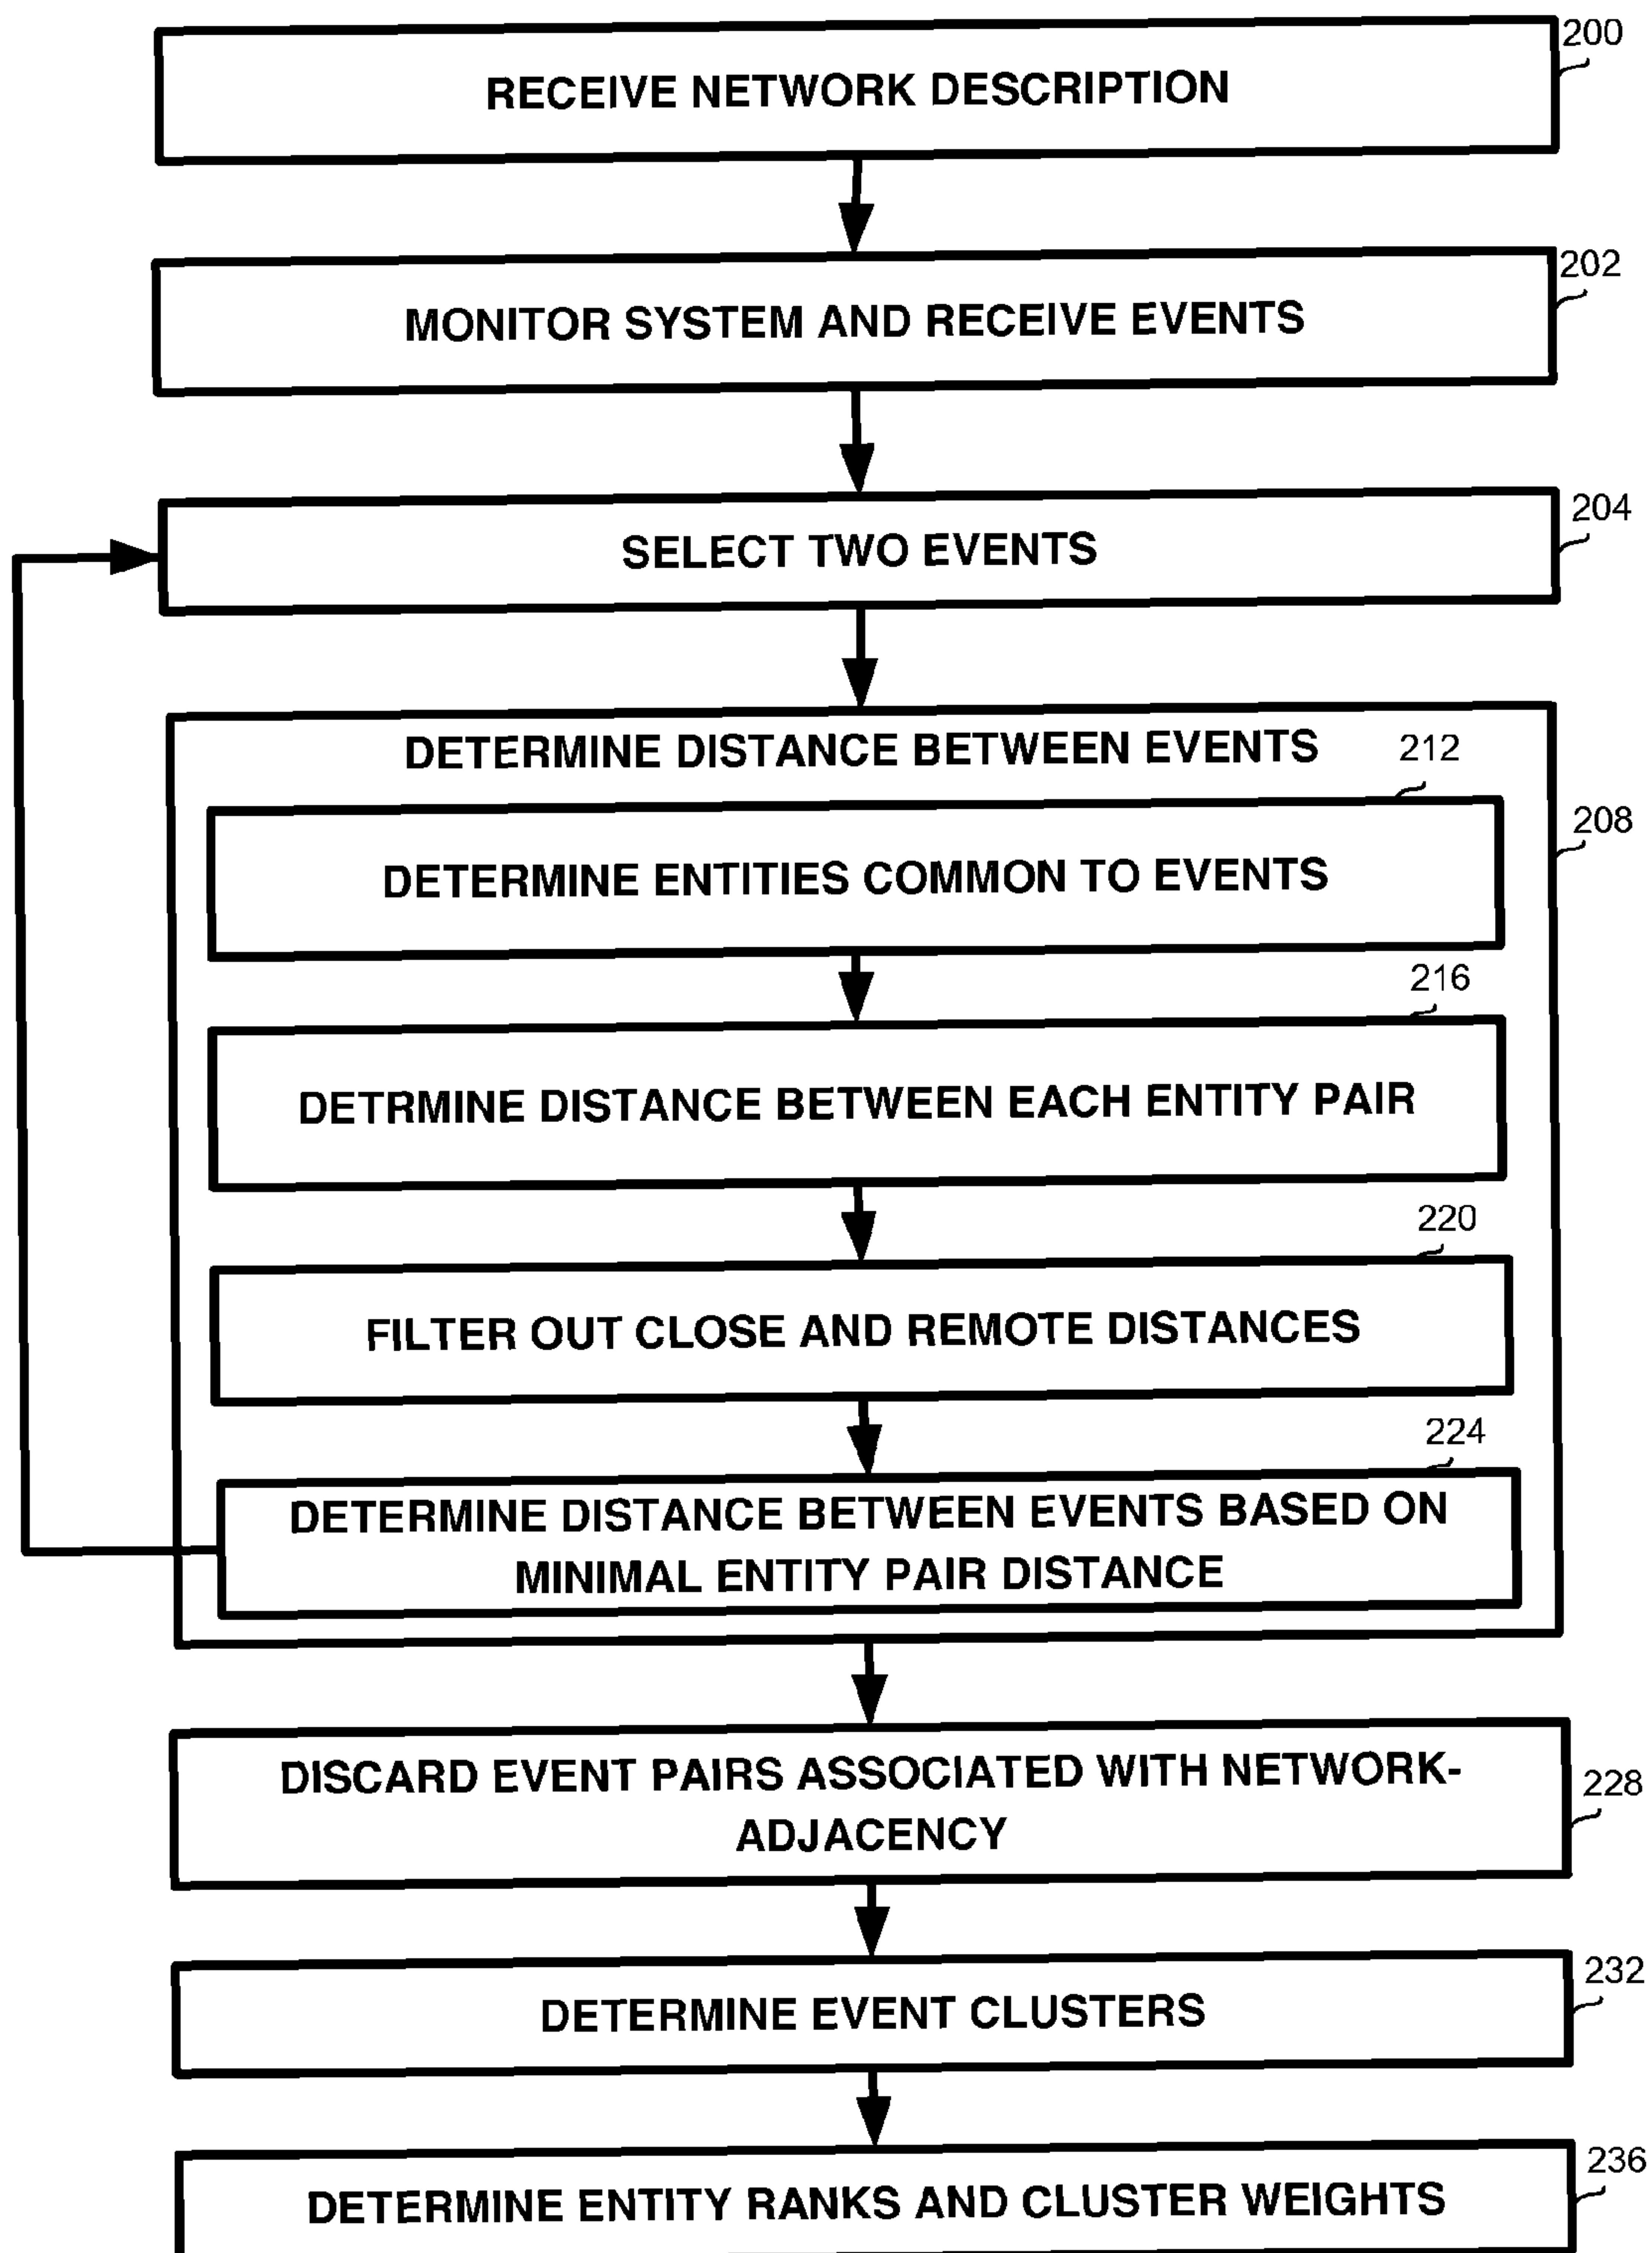 200
RECEIVE NETWORK DESCRIPTION
202
MONITOR SYSTEM AND RECEIVE EVENTS
204
SELECT TWO EVENTS
DETERMINE DISTANCE BETWEEN EVENTS
212
208
DETERMINE ENTITIES COMMON TO EVENTS
216
DETRMINE DISTANCE BETWEEN EACH ENTITY PAIR
220
FILTER OUT CLOSE AND REMOTE DISTANCES
224
DETERMINE DISTANCE BETWEEN EVENTS BASED ON
MINIMAL ENTITY PAIR DISTANCE
DISCARD EVENT PAIRS ASSOCIATED WITH NETWORK-
ADJACENCY
228
232
DETERMINE EVENT CLUSTERS
236
DETERMINE ENTITY RANKS AND CLUSTER WEIGHTS